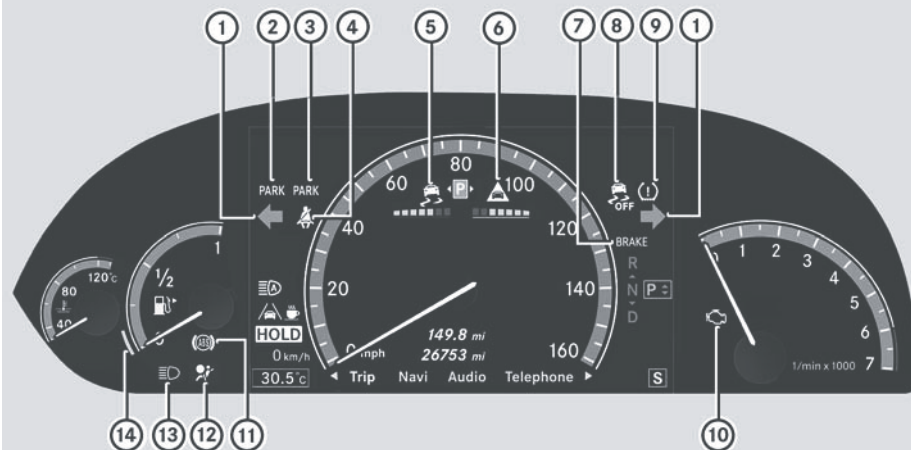 1 2 3 4 5 6 7 8 9 1
PARK PARK P OFF
60 80 100
40 120
BRAKE
1
1/2
120°c
80
40
0
20 140
0 mph 160
R
N P
D
HOLD
0 km/h
30.5°c
149.8 mi
26753 mi
Trip Navi Audio Telephone
S
ABS
0 1 2 3 4 5 6 7
1/min x 1000
14 13 12 11 10